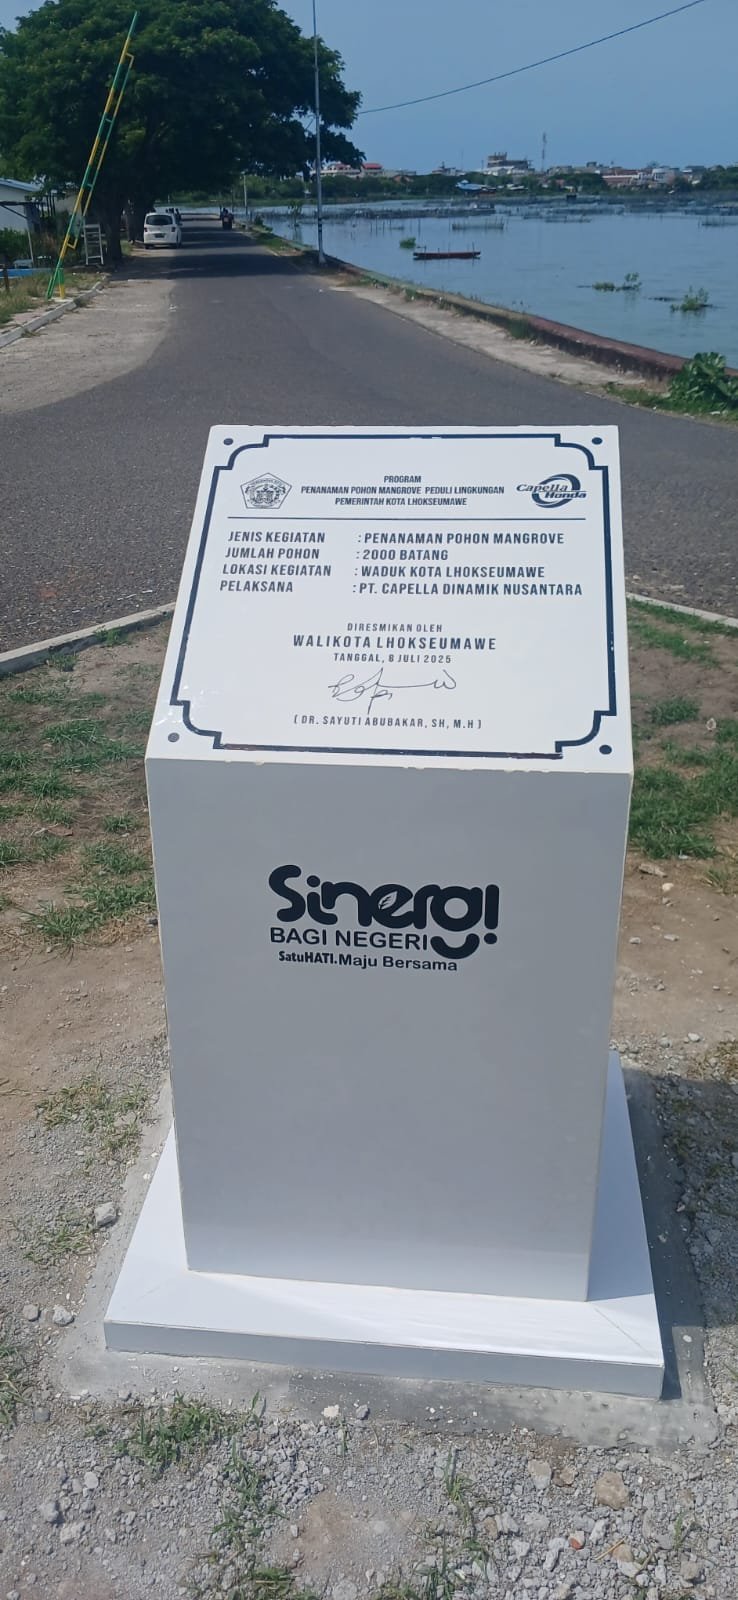 PROGRAM
PENANAMAN POHON MANGROVE PEDULI LINGKUNGAN
PEMERINTAH KOTA LHOKSEUMAWE
Capella
Honda
JENIS KEGIATAN : PENANAMAN POHON MANGROVE
JUMLAH POHON : 2000 BATANG
LOKASI KEGIATAN : WADUK KOTA LHOKSEUMAWE
PELAKSANA : PT. CAPELLA DINAMIK NUSANTARA
DIRESMIKAN OLEH
WALIKOTA LHOKSEUMAWE
TANGGAL, 8 JULI 2025
( DR. SAYUTI ABUBAKAR, SH, M.H )
Sinergi
BAGI NEGERI
SatuHATI.Maju Bersama